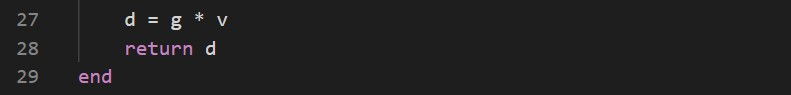 27 d = g * v
28 return d
29 end